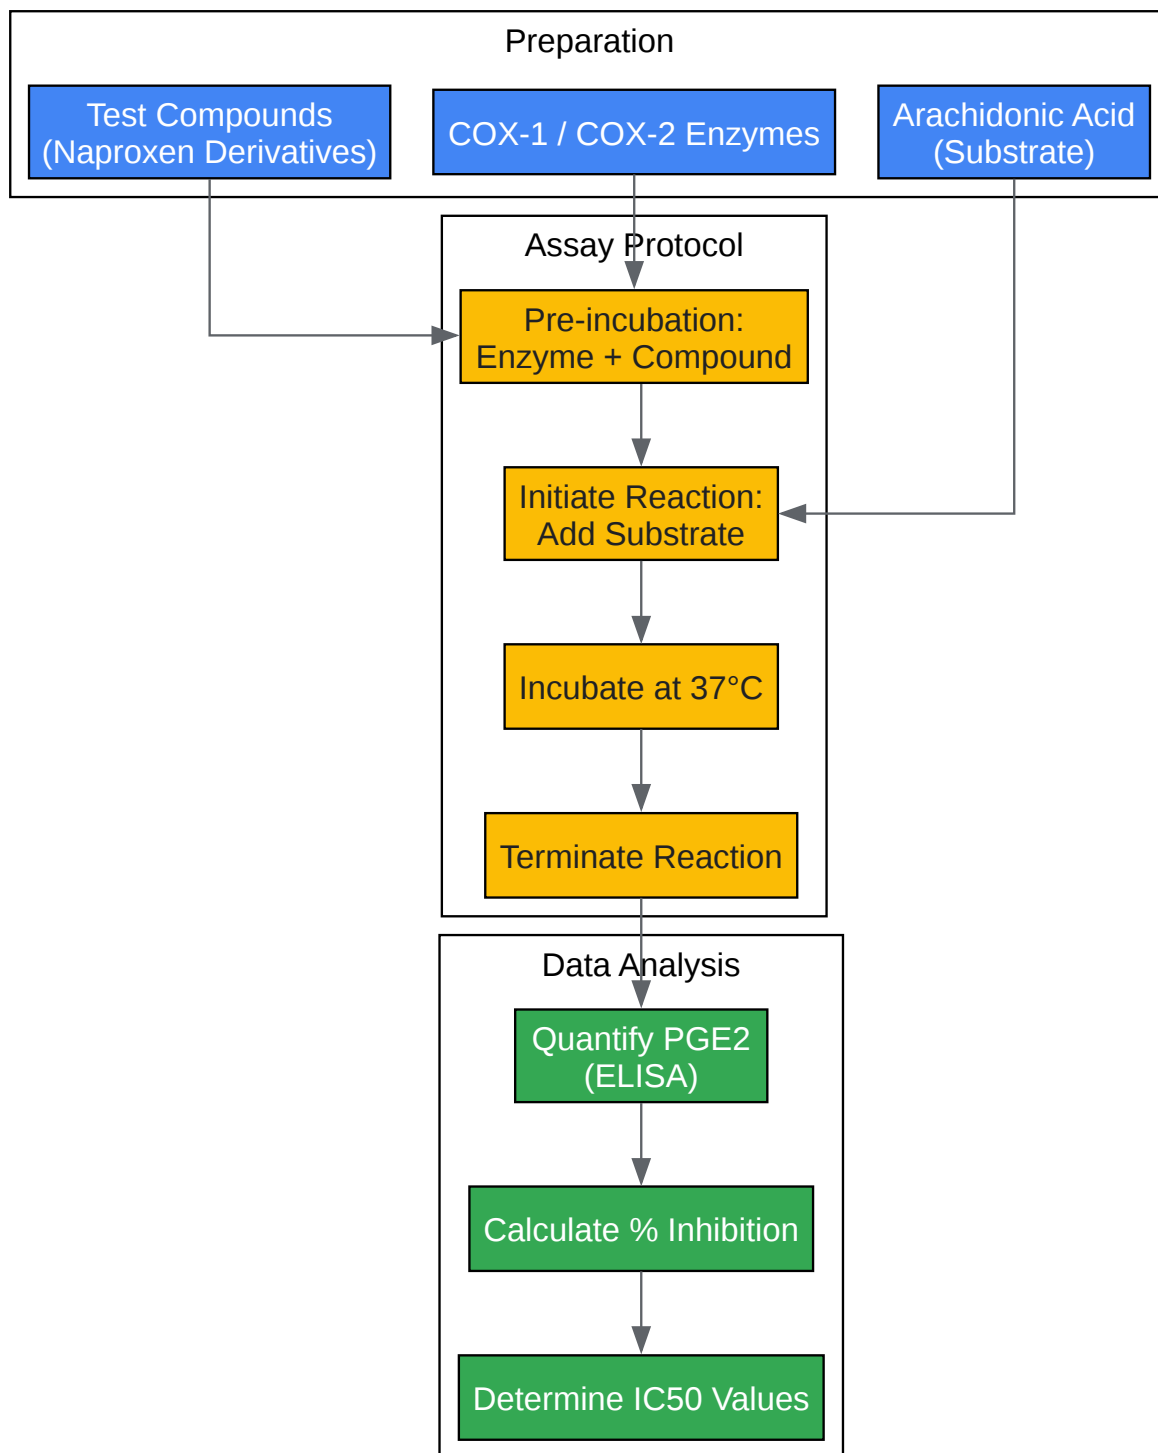 Preparation
Test Compounds
(Naproxen Derivatives)
COX-1 / COX-2 Enzymes
Arachidonic Acid
(Substrate)
Assay Protocol
Pre-incubation:
Enzyme + Compound
Initiate Reaction:
Add Substrate
Incubate at 37°C
Terminate Reaction
Data Analysis
Quantify PGE2
(ELISA)
Calculate % Inhibition
Determine IC50 Values